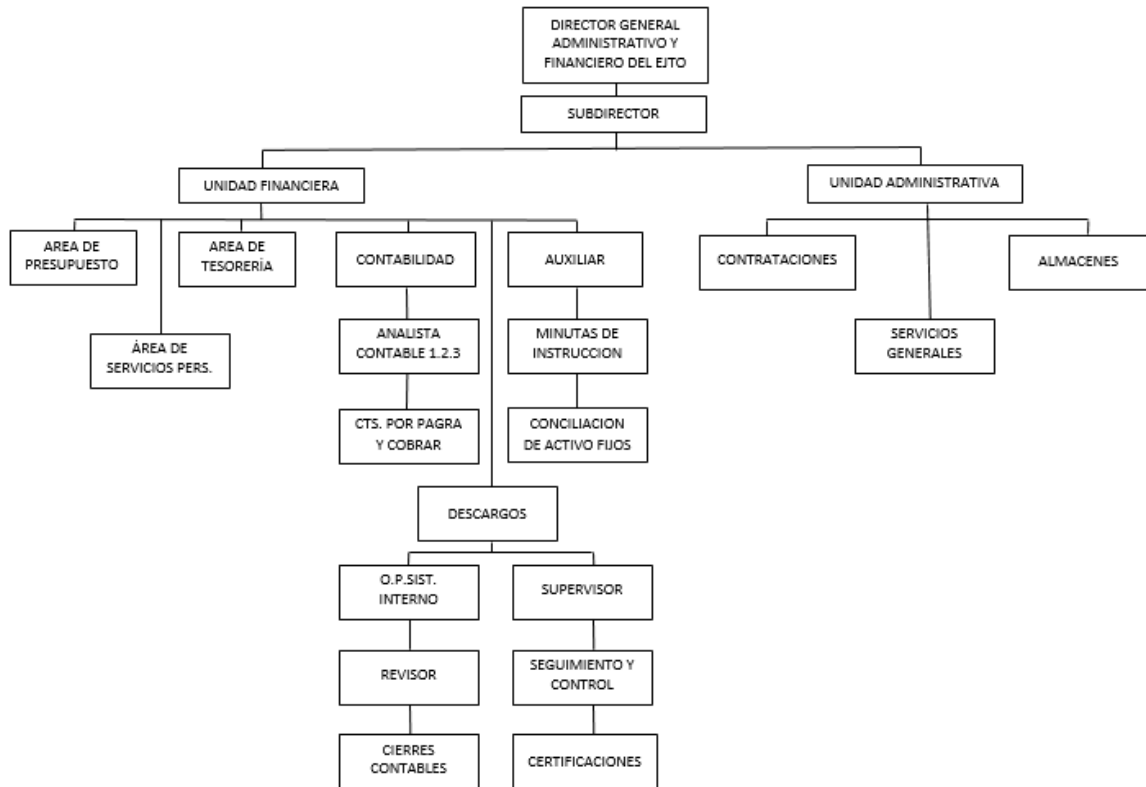 DIRECTOR GENERAL
ADMINISTRATIVO Y
FINANCIERO DEL EJTO
SUBDIRECTOR
UNIDAD FINANCIERA
UNIDAD ADMINISTRATIVA
AREA DE
PRESUPUESTO
AREA DE
TESORERÍA
CONTABILIDAD
AUXILIAR
CONTRATACIONES
ALMACENES
ÁREA DE
SERVICIOS PERS.
ANALISTA
CONTABLE 1.2.3
MINUTAS DE
INSTRUCCION
SERVICIOS
GENERALES
CTS. POR PAGRA
Y COBRAR
CONCILIACION
DE ACTIVO FIJOS
DESCARGOS
O.P.SIST.
INTERNO
SUPERVISOR
REVISOR
SEGUIMIENTO Y
CONTROL
CIERRES
CONTABLES
CERTIFICACIONES